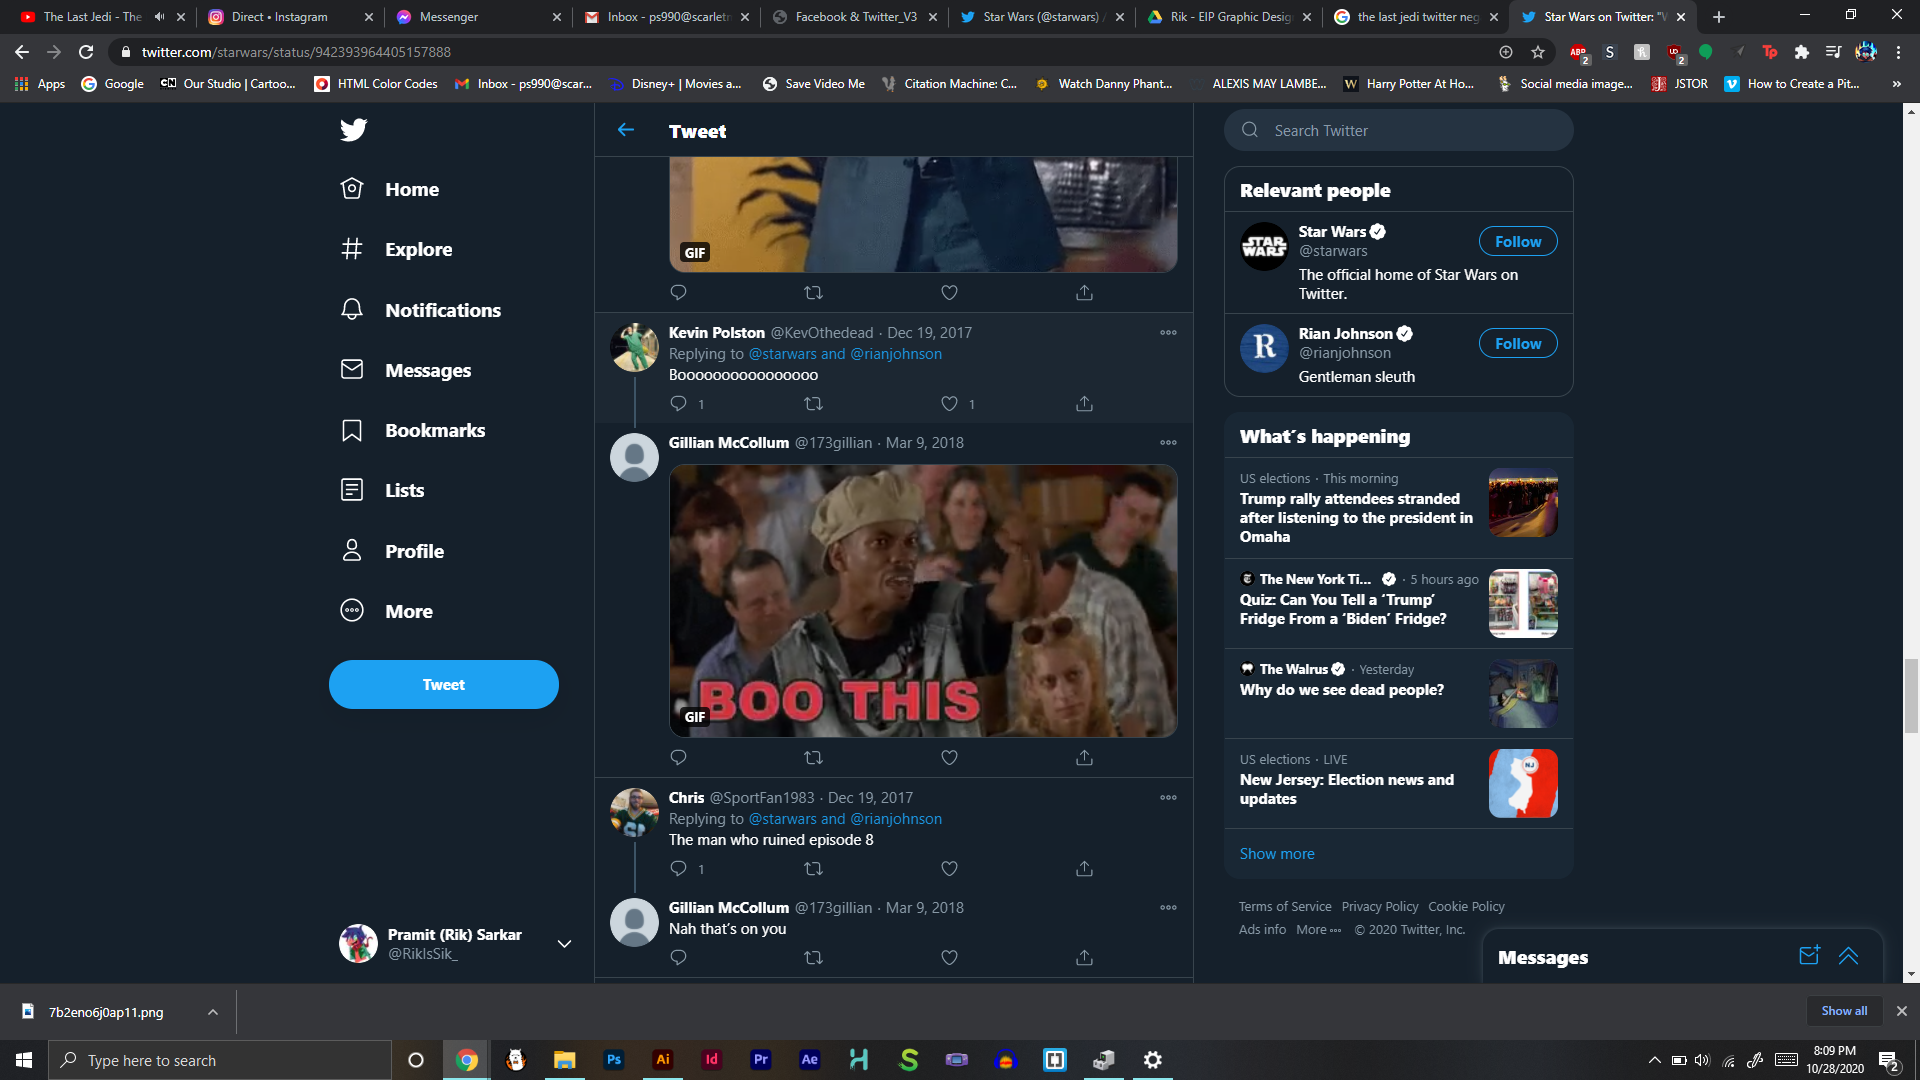 The Last Jedi - The
Direct • Instagram
Messenger
Inbox - ps990@scarletm
Facebook & Twitter_V3
Star Wars (@starwars) /
Rik - EIP Graphic Desig
the last jedi twitter neg
Star Wars on Twitter: "W
twitter.com/starwars/status/942393964405157888
Apps
Google
Our Studio | Cartoo...
HTML Color Codes
Inbox - ps990@scar...
Disney+ | Movies a...
Save Video Me
Citation Machine: C...
Watch Danny Phant...
ALEXIS MAY LAMBE...
Harry Potter At Ho...
Social media image...
JSTOR
How to Create a Pit...
»
Home
Explore
Notifications
Messages
Bookmarks
Lists
Profile
More
Tweet
Pramit (Rik) Sarkar
@RikIsSik_
Tweet
GIF
Kevin Polston @KevOthedead · Dec 19, 2017
Replying to @starwars and @rianjohnson
Boooooooooooooooo
1 1
Gillian McCollum @173gillian · Mar 9, 2018
BOO THIS
GIF
Chris @SportFan1983 · Dec 19, 2017
Replying to @starwars and @rianjohnson
The man who ruined episode 8
1
Gillian McCollum @173gillian · Mar 9, 2018
Nah that's on you
Search Twitter
Relevant people
STAR WARS
Star Wars
@starwars
Follow
The official home of Star Wars on
Twitter.
R
Rian Johnson
@rianjohnson
Follow
Gentleman sleuth
What's happening
US elections · This morning
Trump rally attendees stranded
after listening to the president in
Omaha
The New York Ti... · 5 hours ago
Quiz: Can You Tell a 'Trump'
Fridge From a 'Biden' Fridge?
The Walrus · Yesterday
Why do we see dead people?
US elections · LIVE
New Jersey: Election news and
updates
NJ
Show more
Terms of Service Privacy Policy Cookie Policy
Ads info More ••• © 2020 Twitter, Inc.
Messages
7b2eno6j0ap11.png
Show all
Type here to search
Ps
Ai
Id
Pr
Ae
8:09 PM
10/28/2020
2